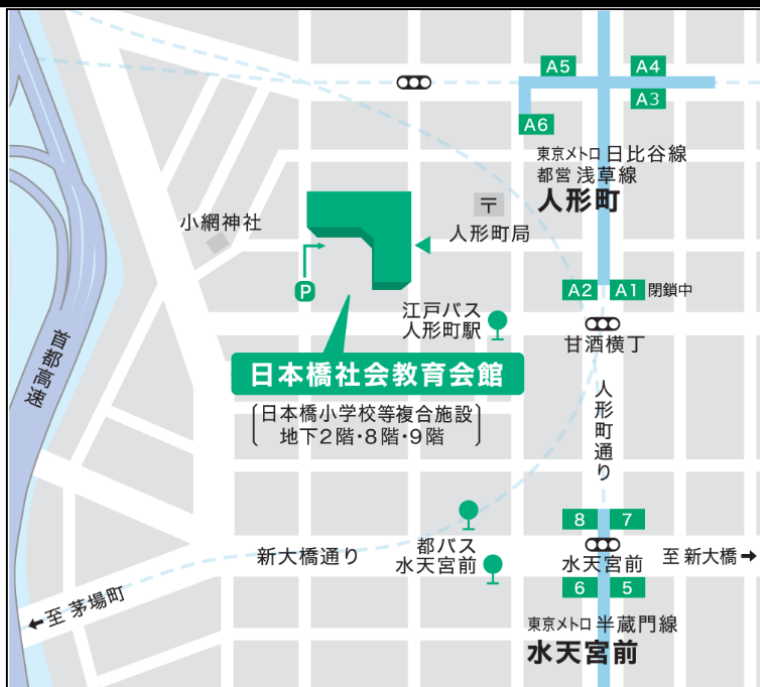 A5
A4
A3
A6
東京メトロ 日比谷線
都営 浅草線
人形町
〒
人形町局
小網神社
P
A2
A1 閉鎖中
江戸バス
人形町駅
甘酒横丁
日本橋社会教育会館
日本橋小学校等複合施設
地下2階・8階・9階
首都高速
人形町通り
8
7
都バス
水天宮前
新大橋通り
水天宮前
至 新大橋→
6
5
←至 茅場町
東京メトロ 半蔵門線
水天宮前